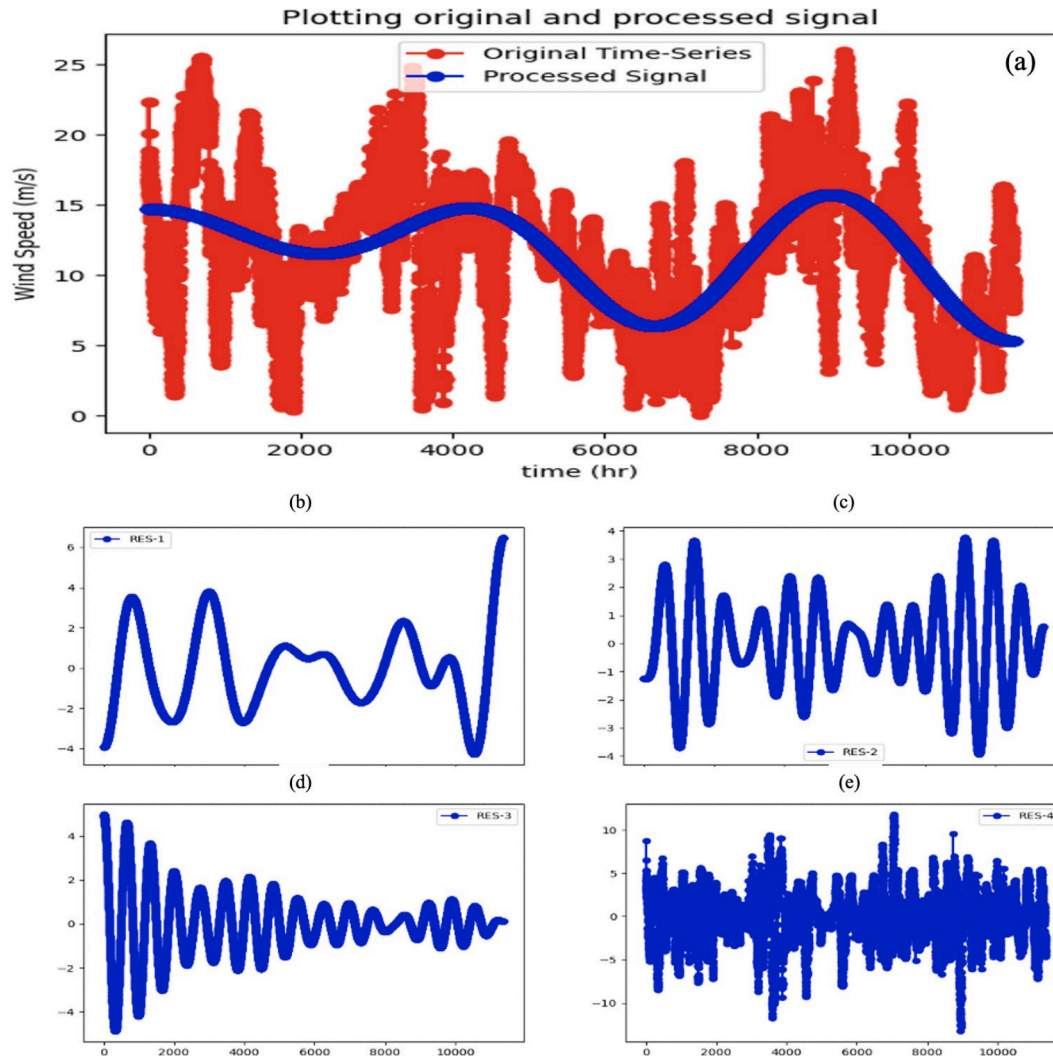 Plotting original and processed signal
Original Time-Series
Processed Signal
(a)
25
20
15
10
5
0
Wind Speed (m/s)
0 2000 4000 6000 8000 10000
time (hr)
(b)
(c)
RES-1
6
4
2
0
−2
−4
4
3
2
1
0
−1
−2
−3
−4
RES-2
(d)
(e)
RES-3
4
2
0
−2
−4
0 2000 4000 6000 8000 10000
RES-4
10
5
0
−5
−10
0 2000 4000 6000 8000 10000